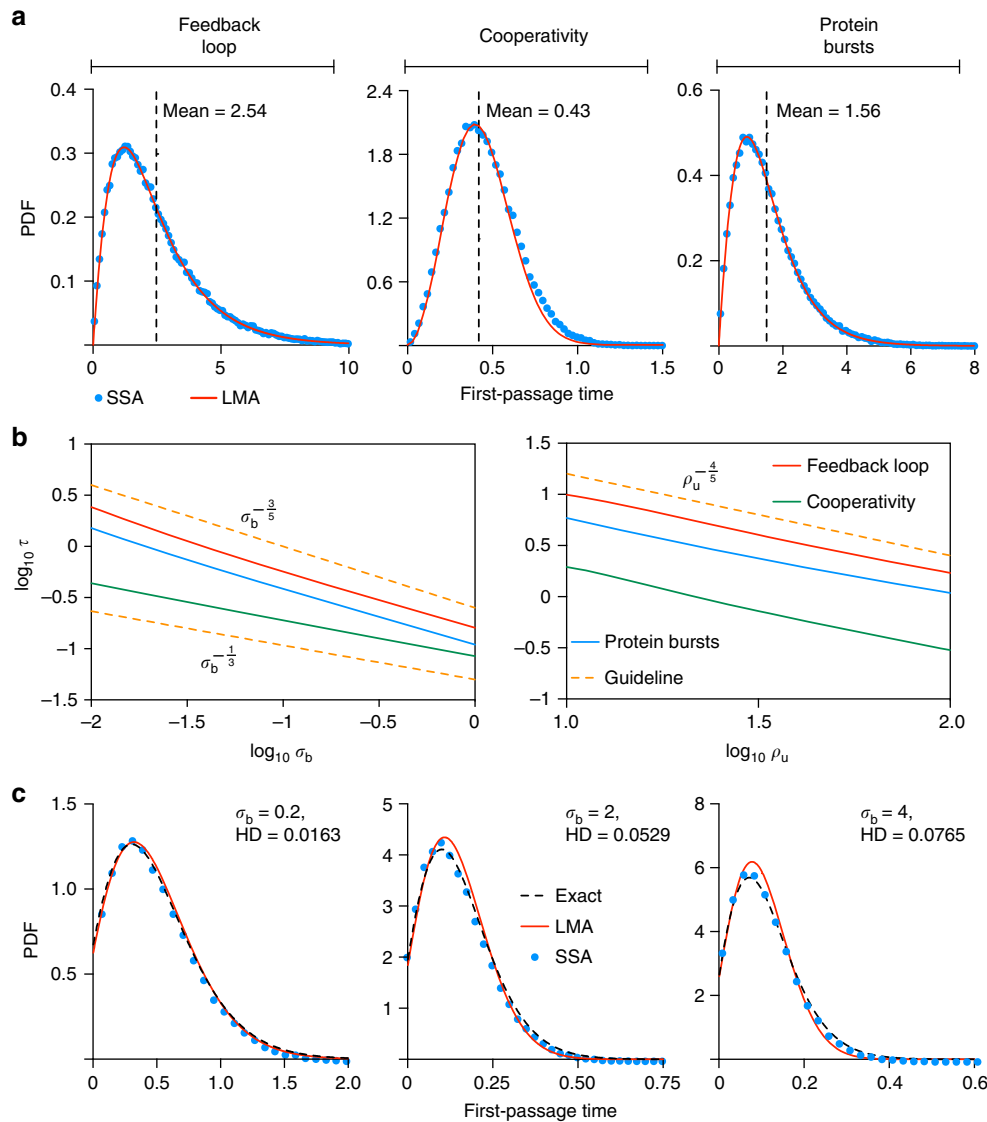 a
Feedback
loop
Cooperativity
Protein
bursts
PDF
0.4
0.3
0.2
0.1
Mean = 2.54
0 5 10
2.4
1.8
1.2
0.6
0.0
Mean = 0.43
0 0.5 1.0 1.5
0.6
0.4
0.2
Mean = 1.56
0 2 4 6 8
First-passage time
SSA LMA
b
log10 τ
1
0.5
0
−0.5
−1
−1.5
σb−3/5
σb−1/3
−2 −1.5 −1 −0.5 0
log10 σb
1.5
1
0.5
0
−0.5
−1
ρu−4/5
Feedback loop
Cooperativity
Protein bursts
Guideline
1.0 1.5 2.0
log10 ρu
c
PDF
1.5
1.0
0.5
σb = 0.2,
HD = 0.0163
0 0.5 1.0 1.5 2.0
5
4
3
2
1
0
σb = 2,
HD = 0.0529
Exact
LMA
SSA
0 0.25 0.50 0.75
8
6
4
2
σb = 4,
HD = 0.0765
0 0.2 0.4 0.6
First-passage time